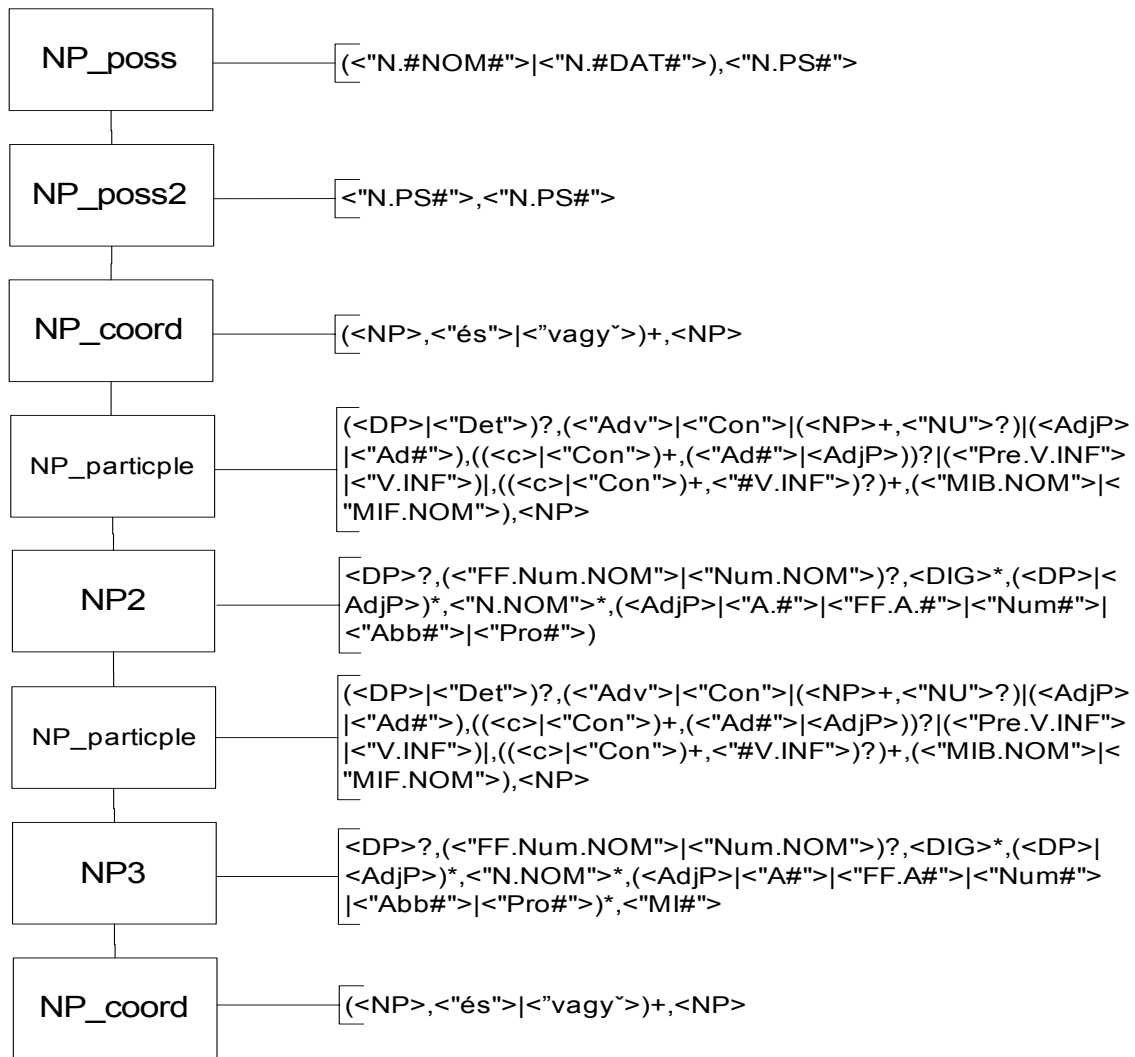 NP_poss
(<"N.#NOM#">|<"N.#DAT#">),<"N.PS#">
NP_poss2
<"N.PS#">,<"N.PS#">
NP_coord
(<NP>,<"és">|<”vagyˇ>)+,<NP>
NP_particple
(<DP>|<"Det">)?,(<"Adv">|<"Con">|(<NP>+,<"NU">?)|(<AdjP>
|<"Ad#">),((<c>|<"Con">)+,(<"Ad#">|<AdjP>))?|(<"Pre.V.INF">
|<"V.INF">)|,((<c>|<"Con">)+,<"#V.INF">)?)+,(<"MIB.NOM">|<
"MIF.NOM">),<NP>
NP2
<DP>?,(<"FF.Num.NOM">|<"Num.NOM">)?,<DIG>*,(<DP>|<
AdjP>)*,<"N.NOM">*,(<AdjP>|<"A.#">|<"FF.A.#">|<"Num#">|
<"Abb#">|<"Pro#">)
NP_particple
(<DP>|<"Det">)?,(<"Adv">|<"Con">|(<NP>+,<"NU">?)|(<AdjP>
|<"Ad#">),((<c>|<"Con">)+,(<"Ad#">|<AdjP>))?|(<"Pre.V.INF">
|<"V.INF">)|,((<c>|<"Con">)+,<"#V.INF">)?)+,(<"MIB.NOM">|<
"MIF.NOM">),<NP>
NP3
<DP>?,(<"FF.Num.NOM">|<"Num.NOM">)?,<DIG>*,(<DP>|
<AdjP>)*,<"N.NOM">*,(<AdjP>|<"A#">|<"FF.A#">|<"Num#">
|<"Abb#">|<"Pro#">)*,<"MI#">
NP_coord
(<NP>,<"és">|<”vagyˇ>)+,<NP>